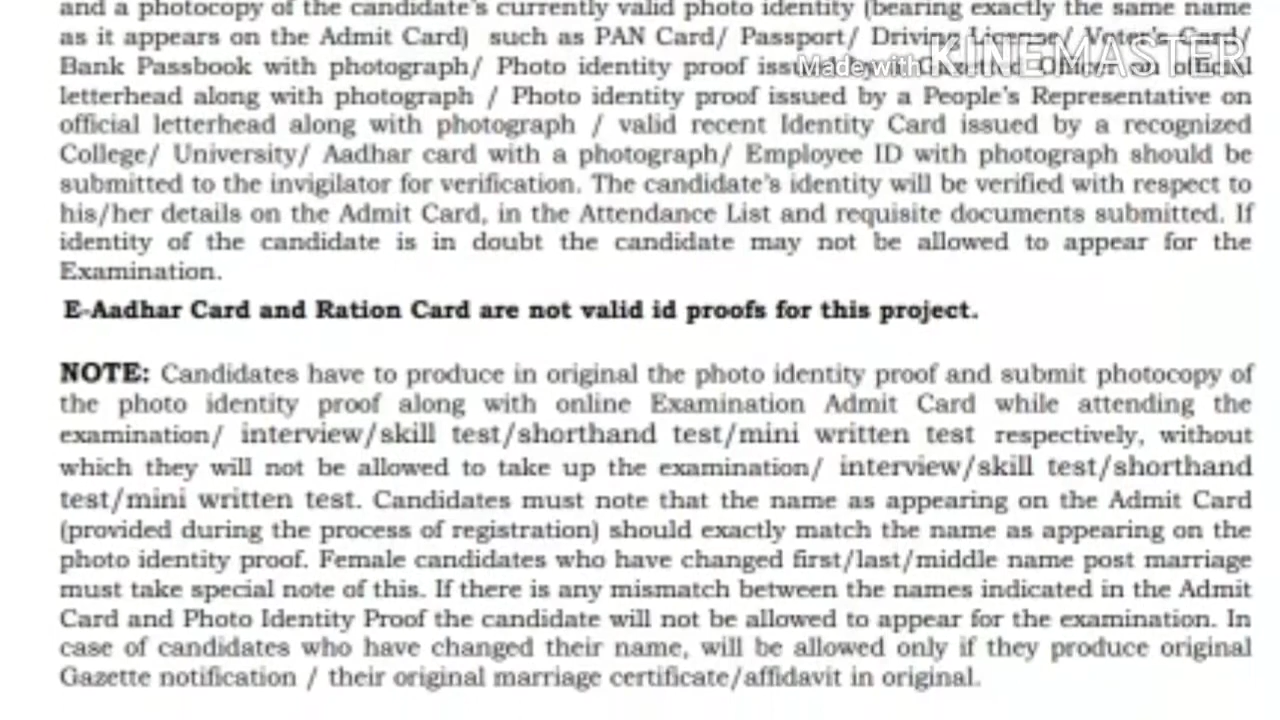 and a photocopy of the candidate's currently valid photo identity (bearing exactly the same name
as it appears on the Admit Card) such as PAN Card/ Passport/ Driving License/ Voter's Card/
Made with KINEMASTER
Bank Passbook with photograph/ Photo identity proof issued Gazetted Officer on official
letterhead along with photograph / Photo identity proof issued by a People's Representative on
official letterhead along with photograph / valid recent Identity Card issued by a recognized
College/ University/ Aadhar card with a photograph/ Employee ID with photograph should be
submitted to the invigilator for verification. The candidate's identity will be verified with respect to
his/her details on the Admit Card, in the Attendance List and requisite documents submitted. If
identity of the candidate is in doubt the candidate may not be allowed to appear for the
Examination.
E-Aadhar Card and Ration Card are not valid id proofs for this project.
NOTE: Candidates have to produce in original the photo identity proof and submit photocopy of
the photo identity proof along with online Examination Admit Card while attending the
examination/ interview/skill test/shorthand test/mini written test respectively, without
which they will not be allowed to take up the examination/ interview/skill test/shorthand
test/mini written test. Candidates must note that the name as appearing on the Admit Card
(provided during the process of registration) should exactly match the name as appearing on the
photo identity proof. Female candidates who have changed first/last/middle name post marriage
must take special note of this. If there is any mismatch between the names indicated in the Admit
Card and Photo Identity Proof the candidate will not be allowed to appear for the examination. In
case of candidates who have changed their name, will be allowed only if they produce original
Gazette notification / their original marriage certificate/affidavit in original.